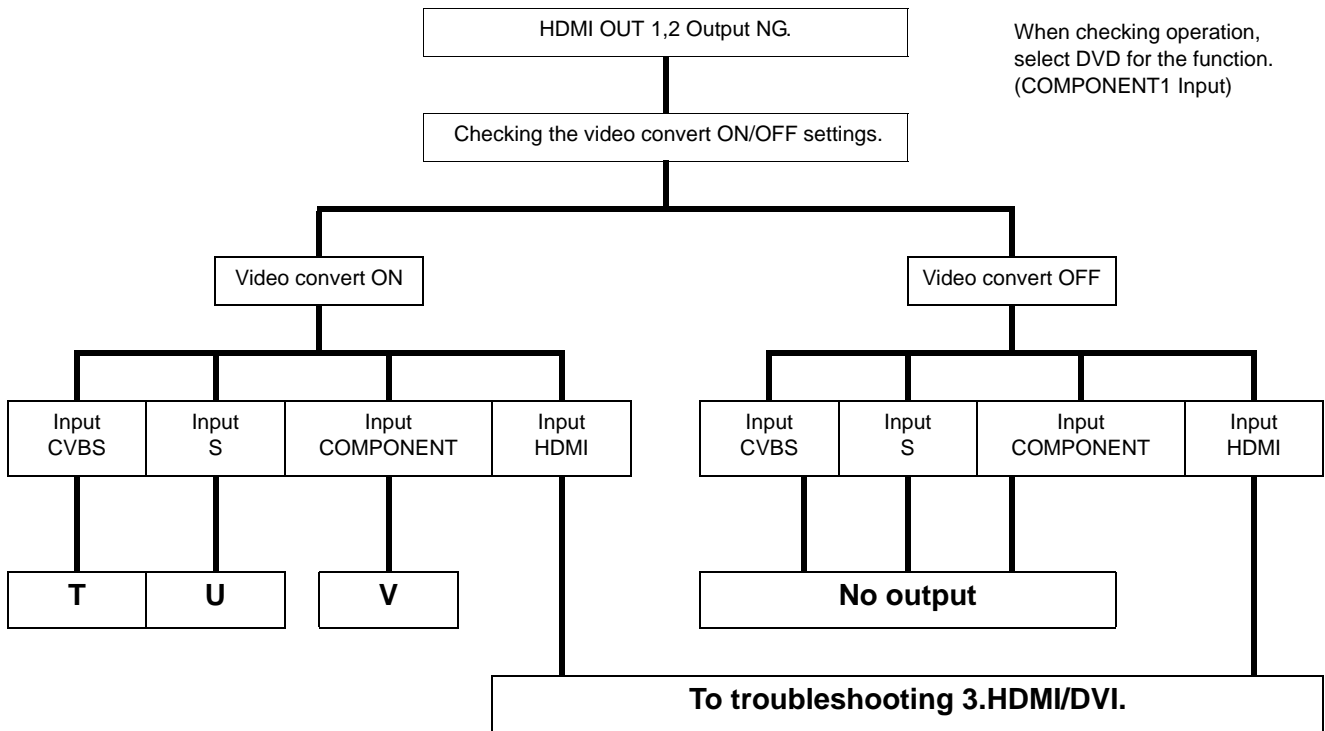 HDMI OUT 1,2 Output NG.
When checking operation,
select DVD for the function.
(COMPONENT1 Input)
Checking the video convert ON/OFF settings.
Video convert ON
Video convert OFF
Input
CVBS
Input
S
Input
COMPONENT
Input
HDMI
Input
CVBS
Input
S
Input
COMPONENT
Input
HDMI
T
U
V
No output
To troubleshooting 3.HDMI/DVI.